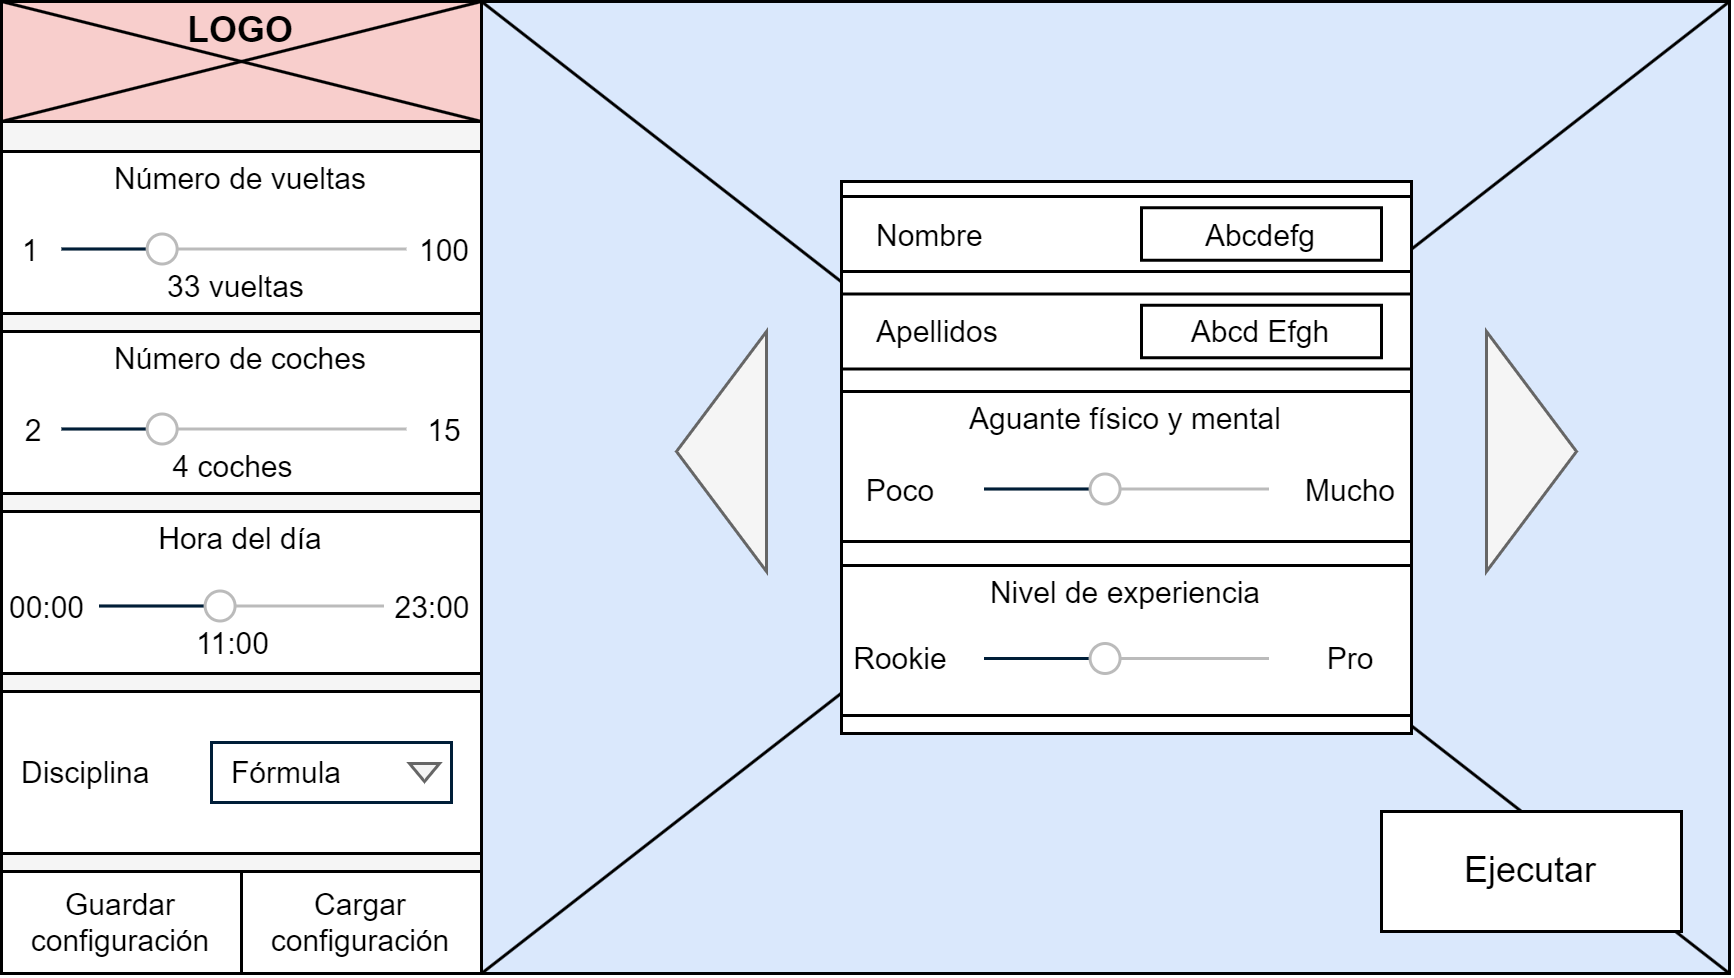 LOGO
Número de vueltas
1
100
33 vueltas
Número de coches
2
15
4 coches
Hora del día
00:00
23:00
11:00
Disciplina
Fórmula
Guardar
configuración
Cargar
configuración
Nombre
Abcdefg
Apellidos
Abcd Efgh
Aguante físico y mental
Poco
Mucho
Nivel de experiencia
Rookie
Pro
Ejecutar